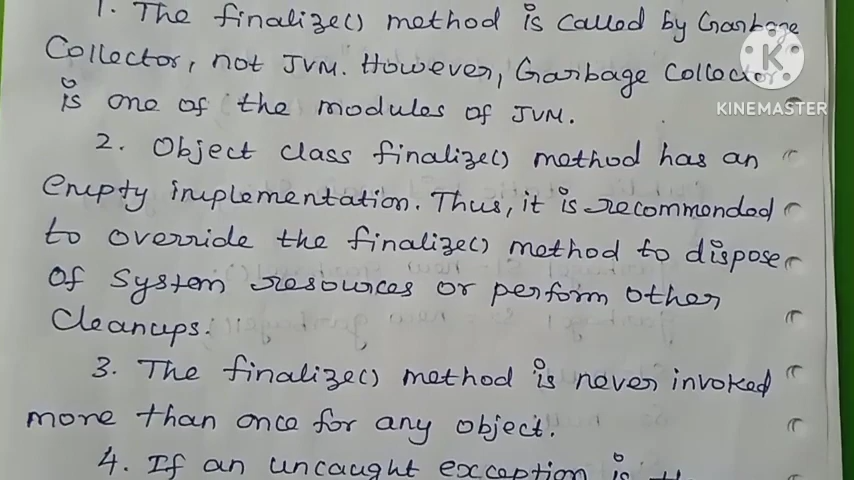 1. The finalize() method is called by Garbage
Collector, not JVM. However, Garbage Collector
is one of the modules of JVM.
2. Object class finalize() method has an
empty implementation. Thus, it is recommended
to override the finalize() method to dispose
of system resources or perform other
cleanups.
3. The finalize() method is never invoked
more than once for any object.
4. If an uncaught exception is
KINEMASTER